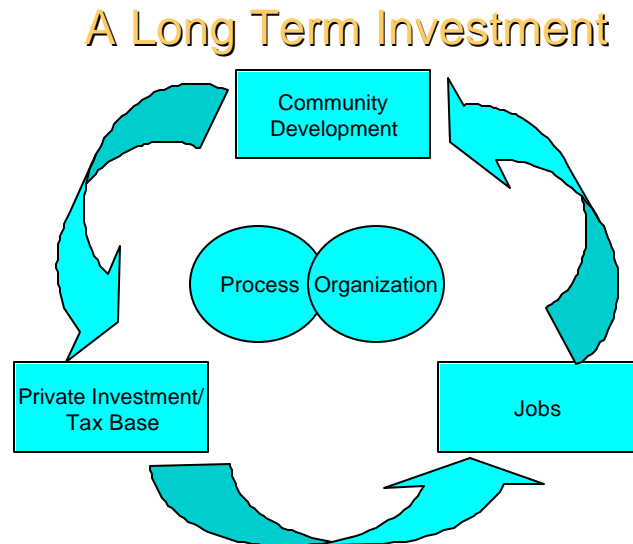 A Long Term Investment
Community
Development
Process
Organization
Private Investment/
Tax Base
Jobs